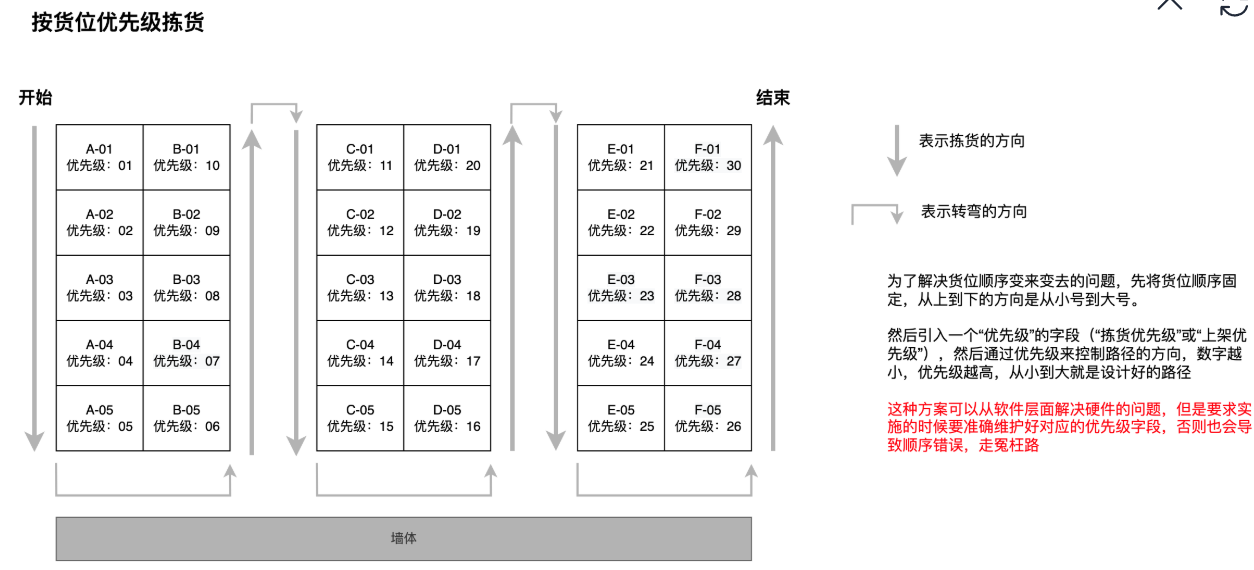 按货位优先级拣货
开始
结束
A-01
优先级：01
B-01
优先级：10
C-01
优先级：11
D-01
优先级：20
E-01
优先级：21
F-01
优先级：30
A-02
优先级：02
B-02
优先级：09
C-02
优先级：12
D-02
优先级：19
E-02
优先级：22
F-02
优先级：29
A-03
优先级：03
B-03
优先级：08
C-03
优先级：13
D-03
优先级：18
E-03
优先级：23
F-03
优先级：28
A-04
优先级：04
B-04
优先级：07
C-04
优先级：14
D-04
优先级：17
E-04
优先级：24
F-04
优先级：27
A-05
优先级：05
B-05
优先级：06
C-05
优先级：15
D-05
优先级：16
E-05
优先级：25
F-05
优先级：26
墙体
表示拣货的方向
表示转弯的方向
为了解决货位顺序变来变去的问题，先将货位顺序固
定，从上到下的方向是从小号到大号。
然后引入一个“优先级”的字段（“拣货优先级”或“上架优
先级”），然后通过优先级来控制路径的方向，数字越
小，优先级越高，从小到大就是设计好的路径
这种方案可以从软件层面解决硬件的问题，但是要求实
施的时候要准确维护好对应的优先级字段，否则也会导
致顺序错误，走冤枉路